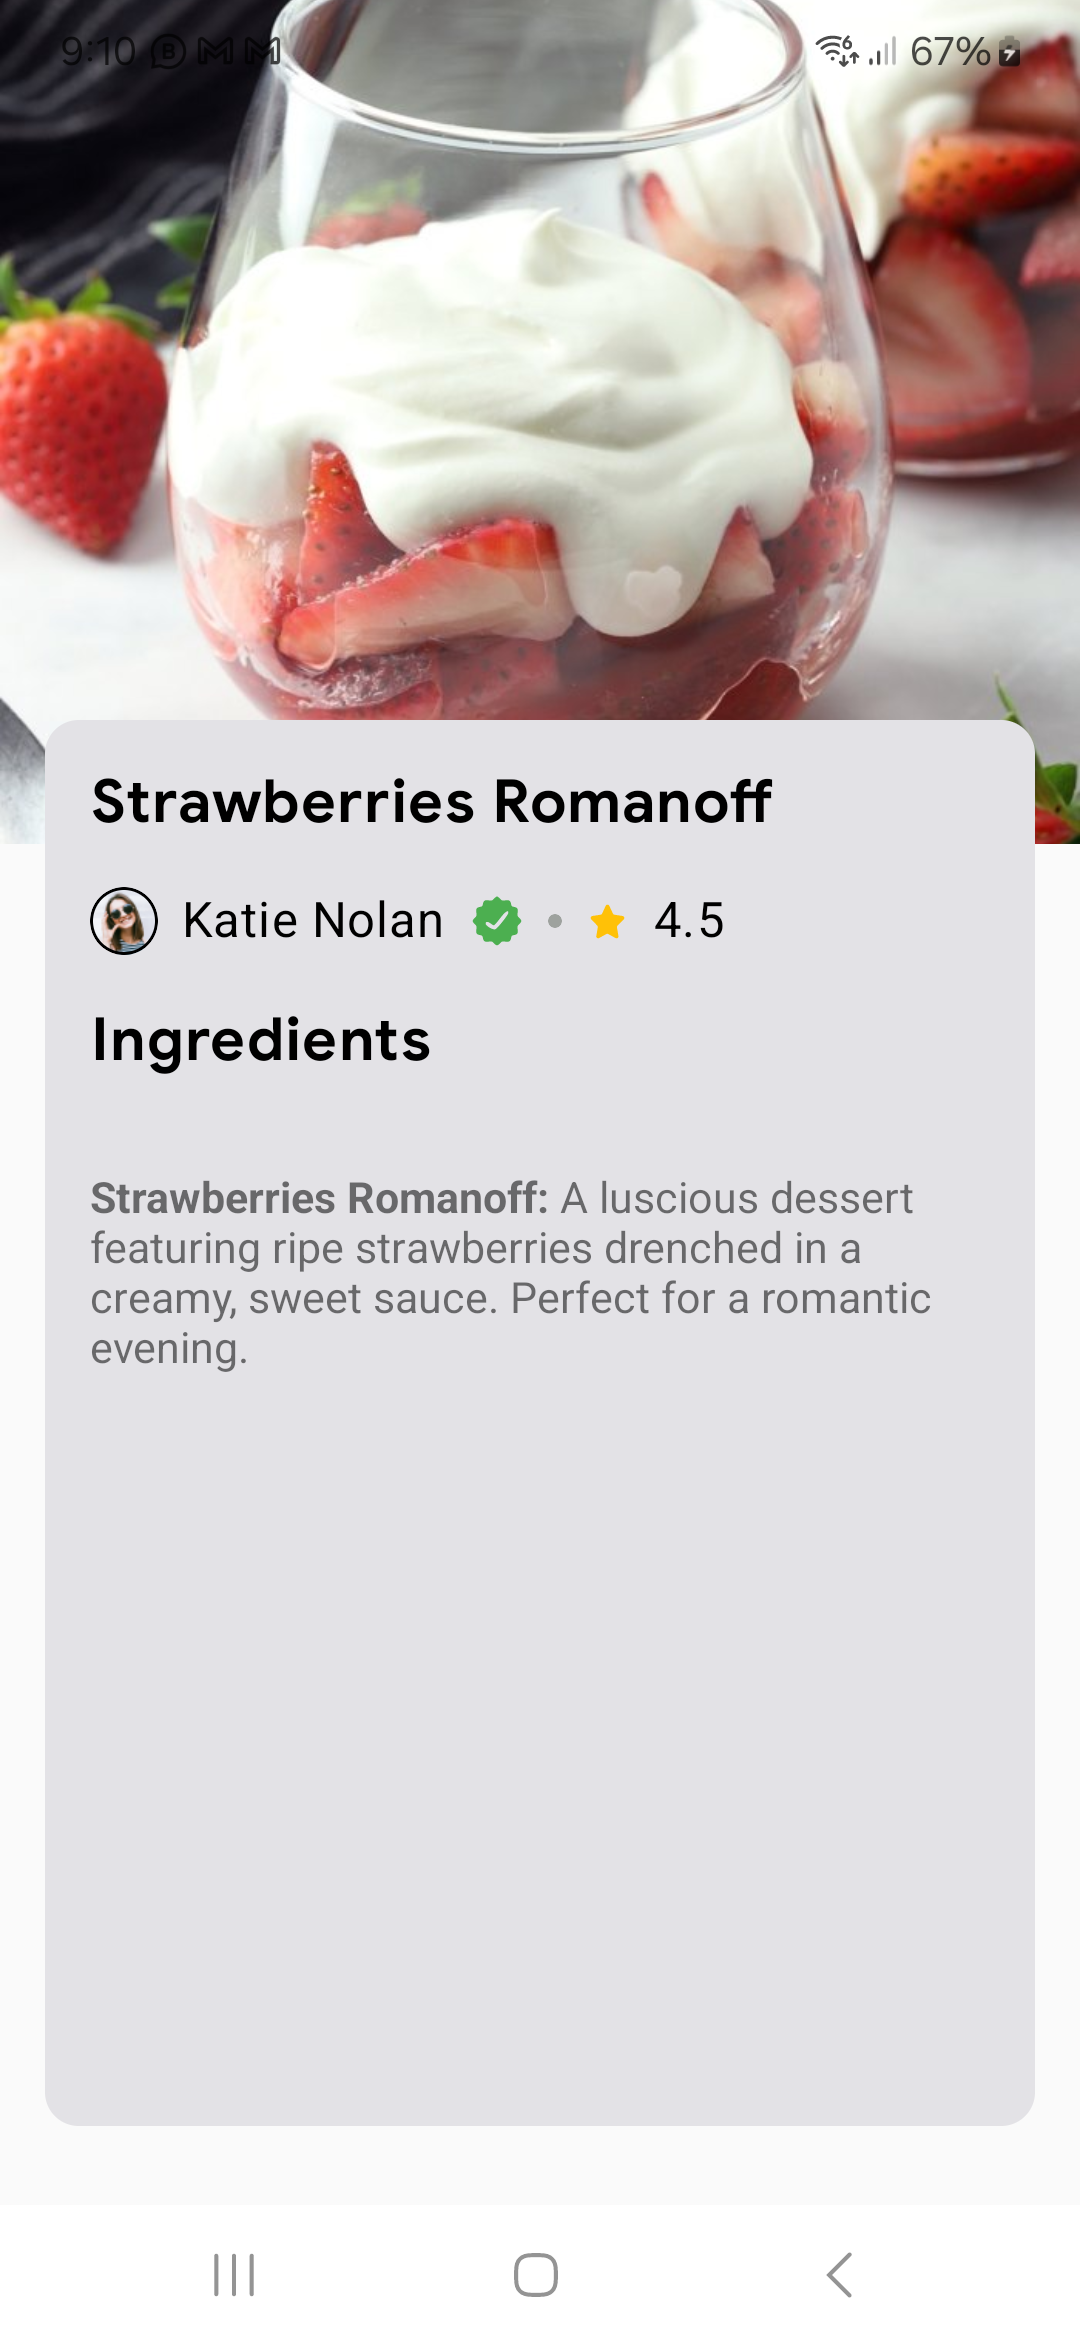 9:10 B M M 67%
Strawberries Romanoff
Katie Nolan 4.5
Ingredients
Strawberries Romanoff: A luscious dessert
featuring ripe strawberries drenched in a
creamy, sweet sauce. Perfect for a romantic
evening.